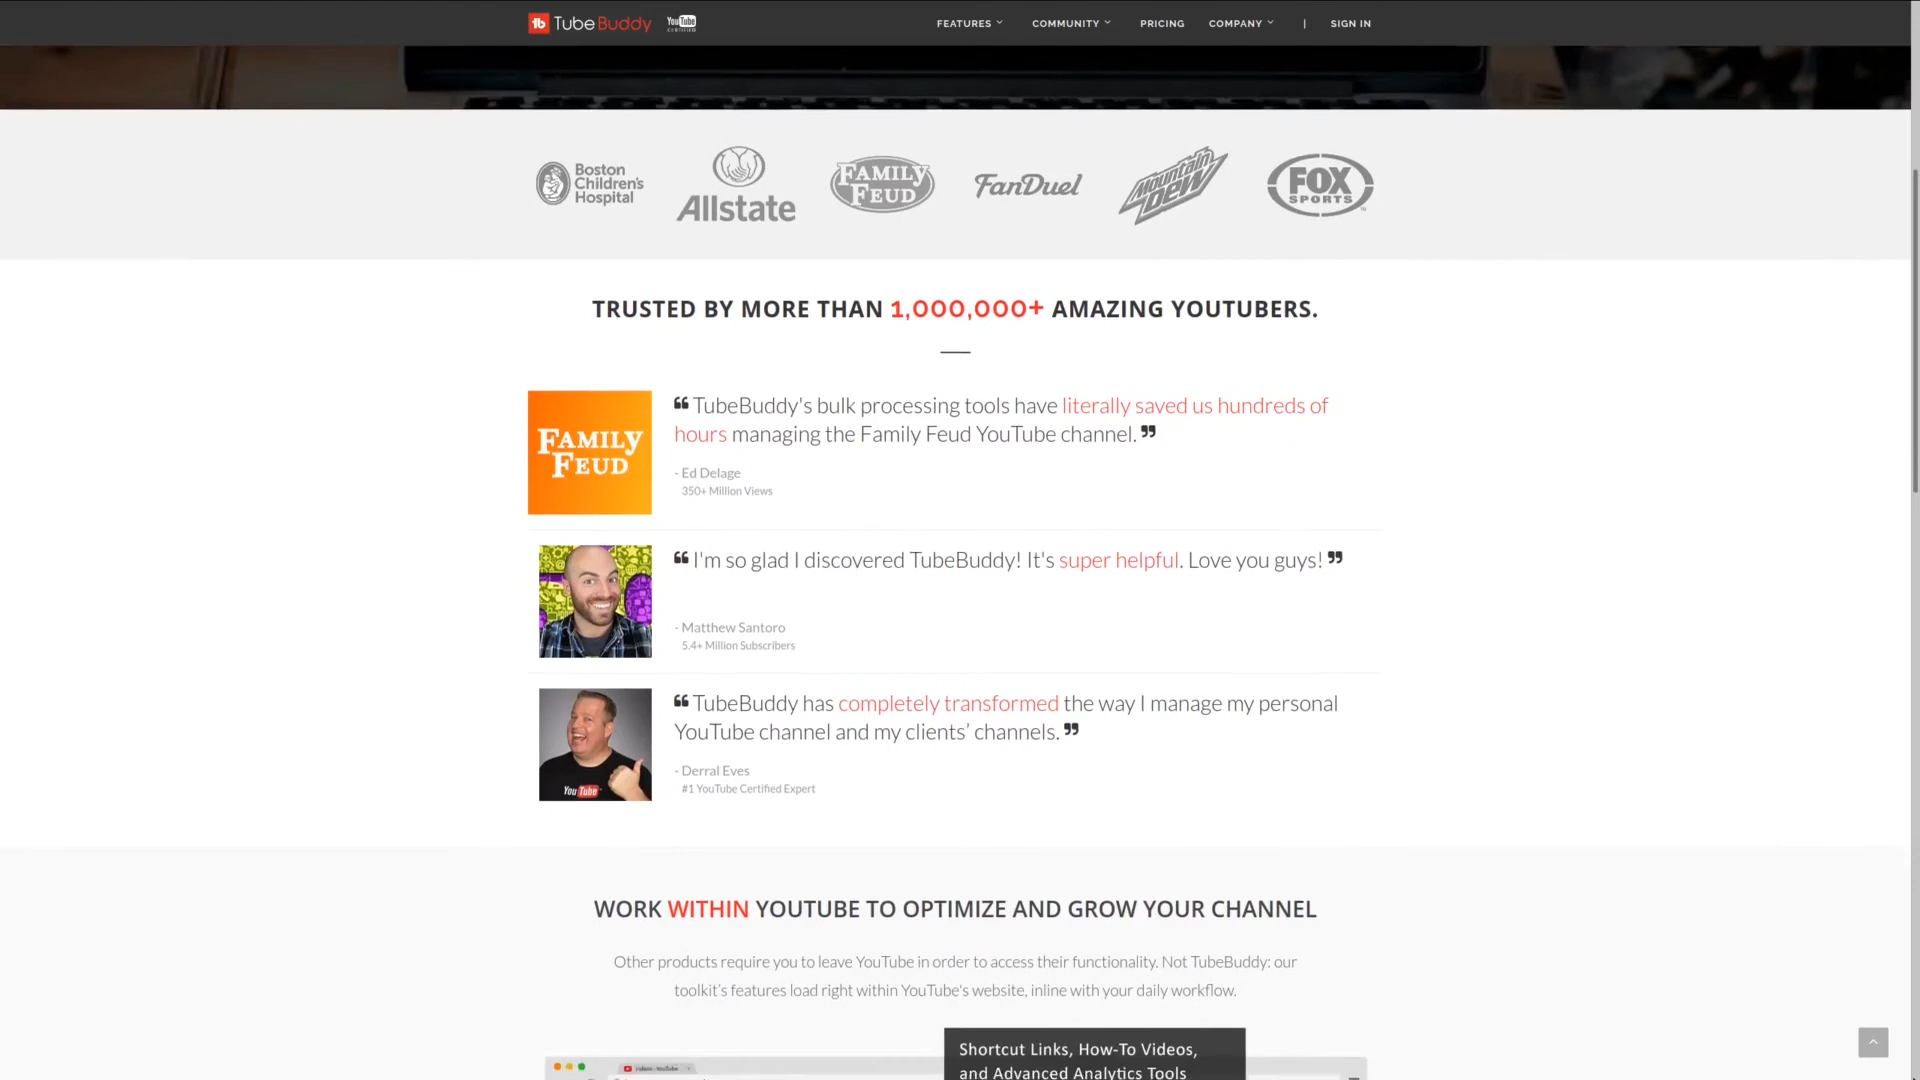 TubeBuddy
YouTube
CERTIFIED
FEATURES
COMMUNITY
PRICING
COMPANY
|
SIGN IN
Boston
Children's
Hospital
Allstate
FAMILY
FEUD
FanDuel
Mountain
Dew
FOX
SPORTS
TRUSTED BY MORE THAN 1,000,000+ AMAZING YOUTUBERS.
FAMILY
FEUD
❝ TubeBuddy's bulk processing tools have literally saved us hundreds of
hours managing the Family Feud YouTube channel. ❞
- Ed Delage
350+ Million Views
❝ I'm so glad I discovered TubeBuddy! It's super helpful. Love you guys! ❞
- Matthew Santoro
5.4+ Million Subscribers
YouTube
❝ TubeBuddy has completely transformed the way I manage my personal
YouTube channel and my clients’ channels. ❞
- Derral Eves
#1 YouTube Certified Expert
WORK WITHIN YOUTUBE TO OPTIMIZE AND GROW YOUR CHANNEL
Other products require you to leave YouTube in order to access their functionality. Not TubeBuddy: our
toolkit’s features load right within YouTube's website, inline with your daily workflow.
Shortcut Links, How-To Videos,
and Advanced Analytics Tools